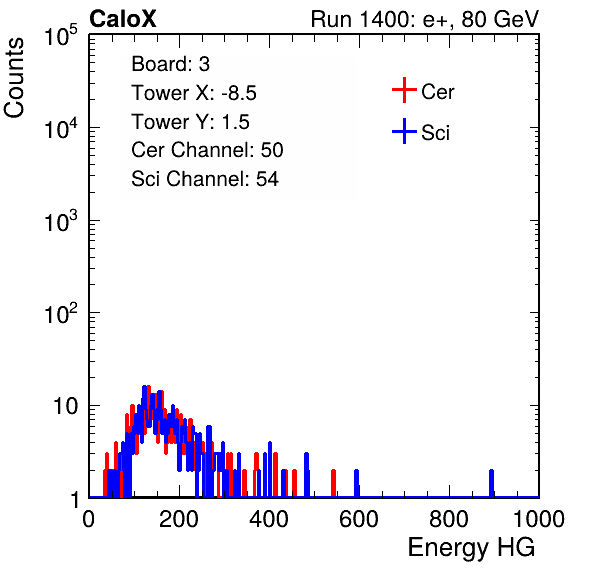 CaloX Run 1400: e+, 80 GeV
Counts
Board: 3
Tower X: -8.5
Tower Y: 1.5
Cer Channel: 50
Sci Channel: 54
Cer
Sci
10^5
10^4
10^3
10^2
10
1
0 200 400 600 800 1000
Energy HG